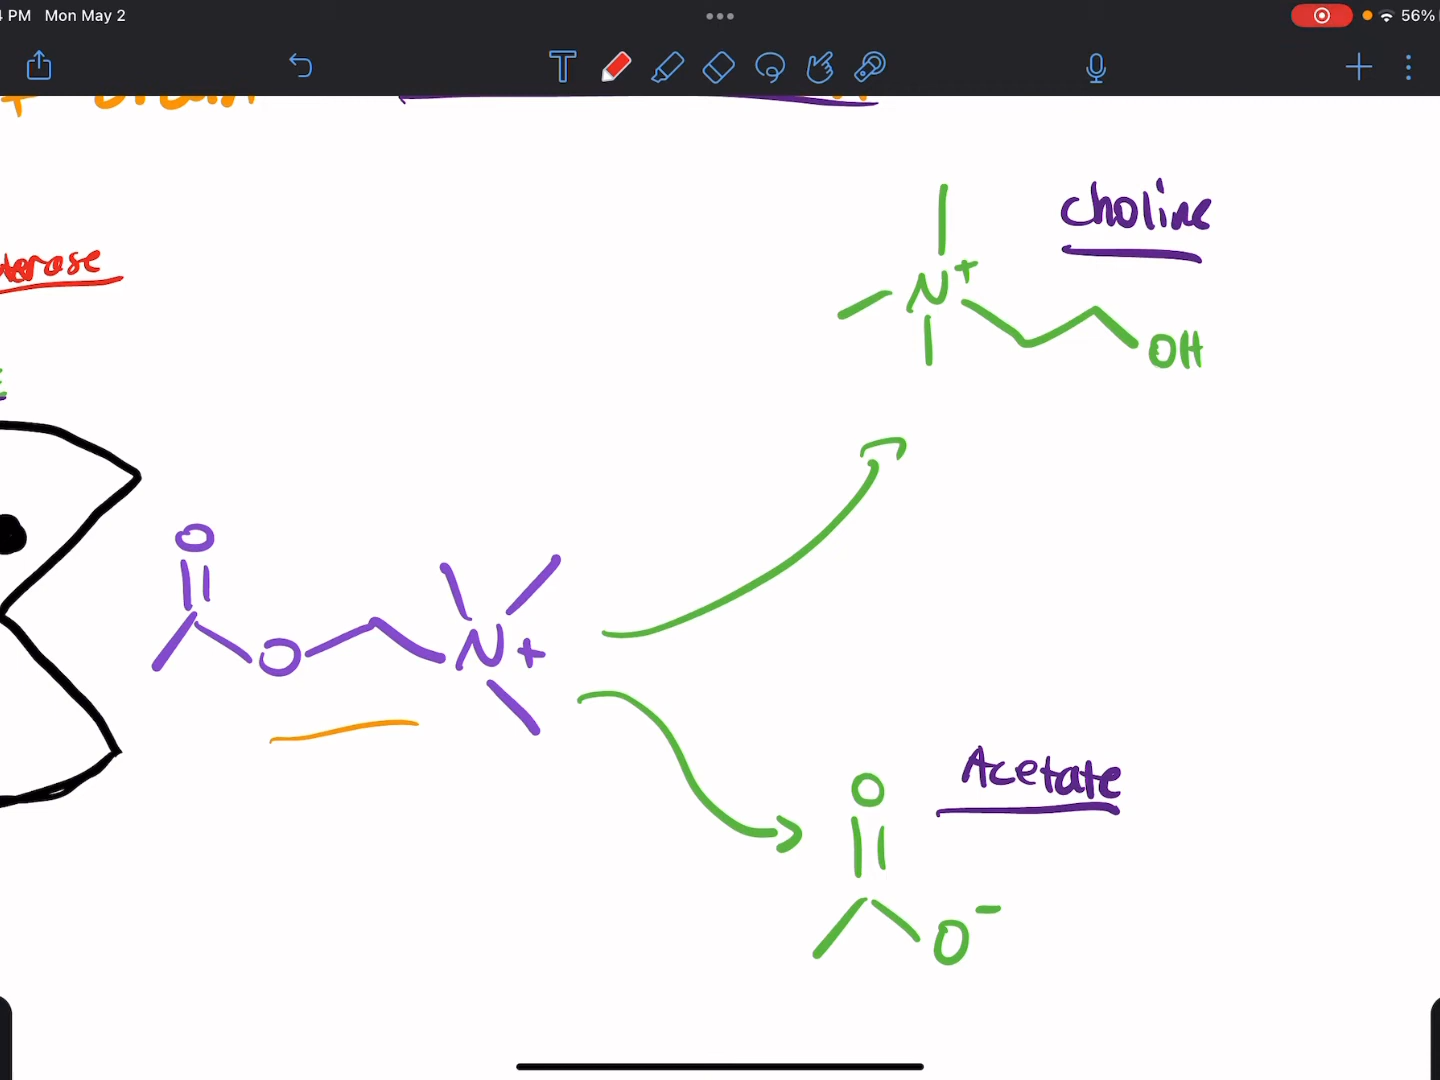 PM Mon May 2
56%
choline
N+
OH
O
O
N+
Acetate
O
O-